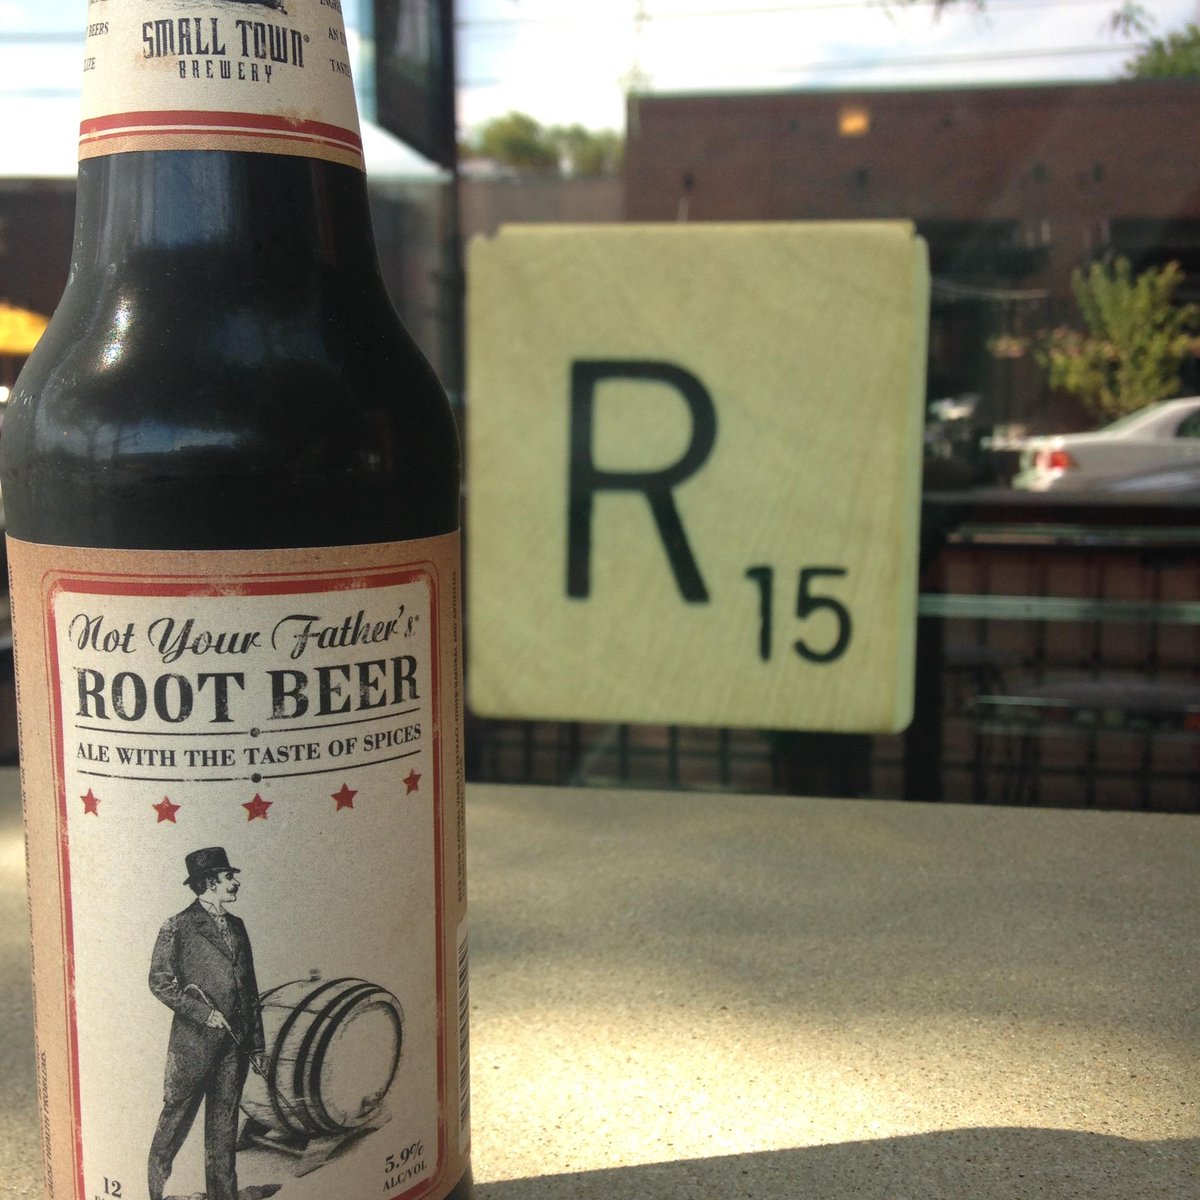 SMALL TOWN
BREWERY
Not Your Father's
ROOT BEER
ALE WITH THE TASTE OF SPICES
12
5.9%
ALC/VOL
R
15